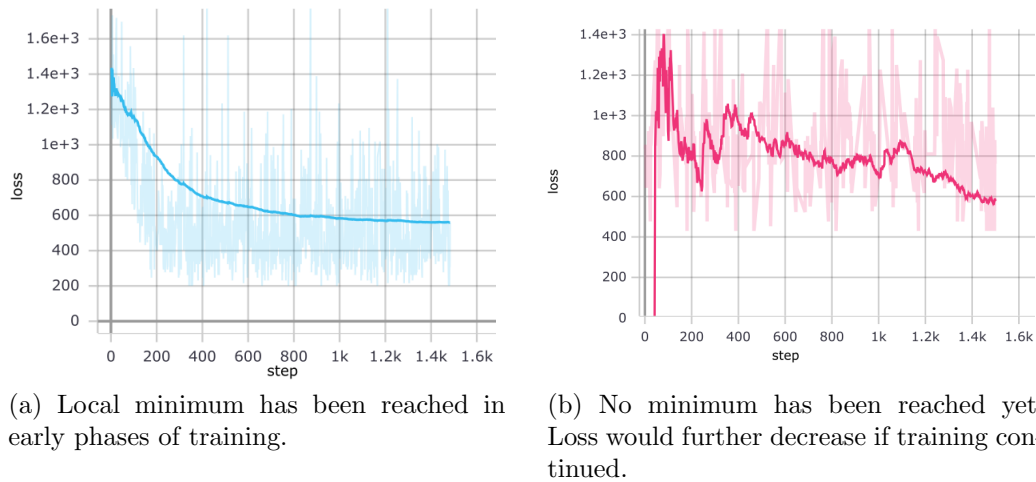 1.6e+3
1.4e+3
1.2e+3
1e+3
800
600
400
200
0
loss
0 200 400 600 800 1k 1.2k 1.4k 1.6k
step
(a) Local minimum has been reached in
early phases of training.
1.4e+3
1.2e+3
1e+3
800
600
400
200
0
loss
0 200 400 600 800 1k 1.2k 1.4k 1.6k
step
(b) No minimum has been reached yet
Loss would further decrease if training con-
tinued.